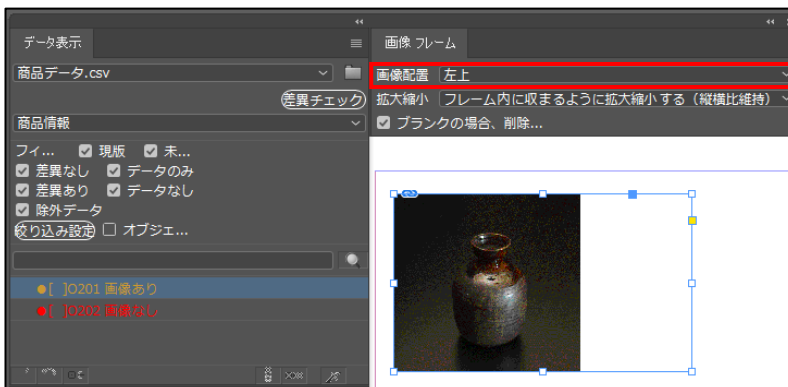 データ表示
商品データ.csv
差異チェック
商品情報
フィ... 現版 未...
差異なし データのみ
差異あり データなし
除外データ
絞り込み設定 オブジェ...
●[ ]O201 画像あり
●[ ]O202 画像なし
画像 フレーム
画像配置 左上
拡大縮小 フレーム内に収まるように拡大縮小する（縦横比維持）
ブランクの場合、削除...